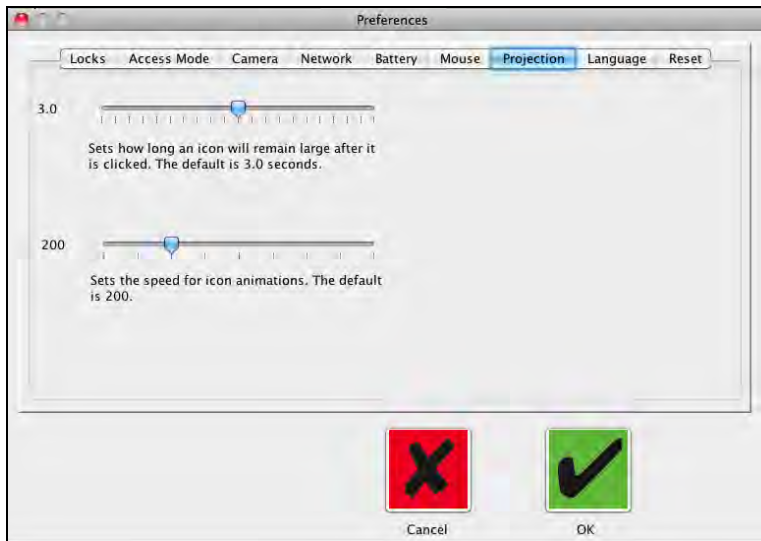 Preferences
Locks Access Mode Camera Network Battery Mouse Projection Language Reset
3.0
Sets how long an icon will remain large after it
is clicked. The default is 3.0 seconds.
200
Sets the speed for icon animations. The default
is 200.
Cancel OK